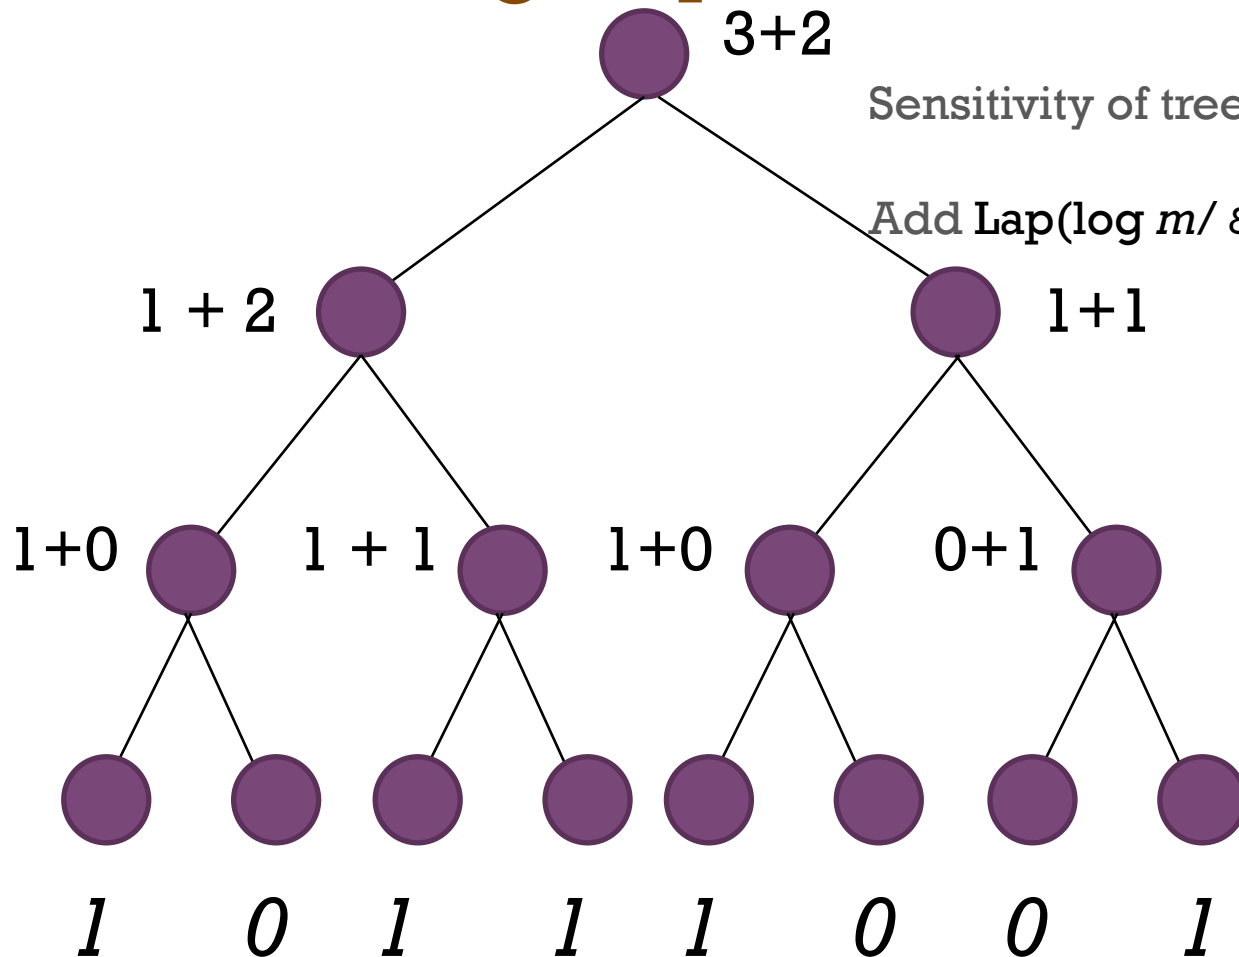 3+2
Sensitivity of tree
Add Lap(log m/ ε
1 + 2 1+1
1+0 1 + 1 1+0 0+1
1 0 1 1 1 0 0 1